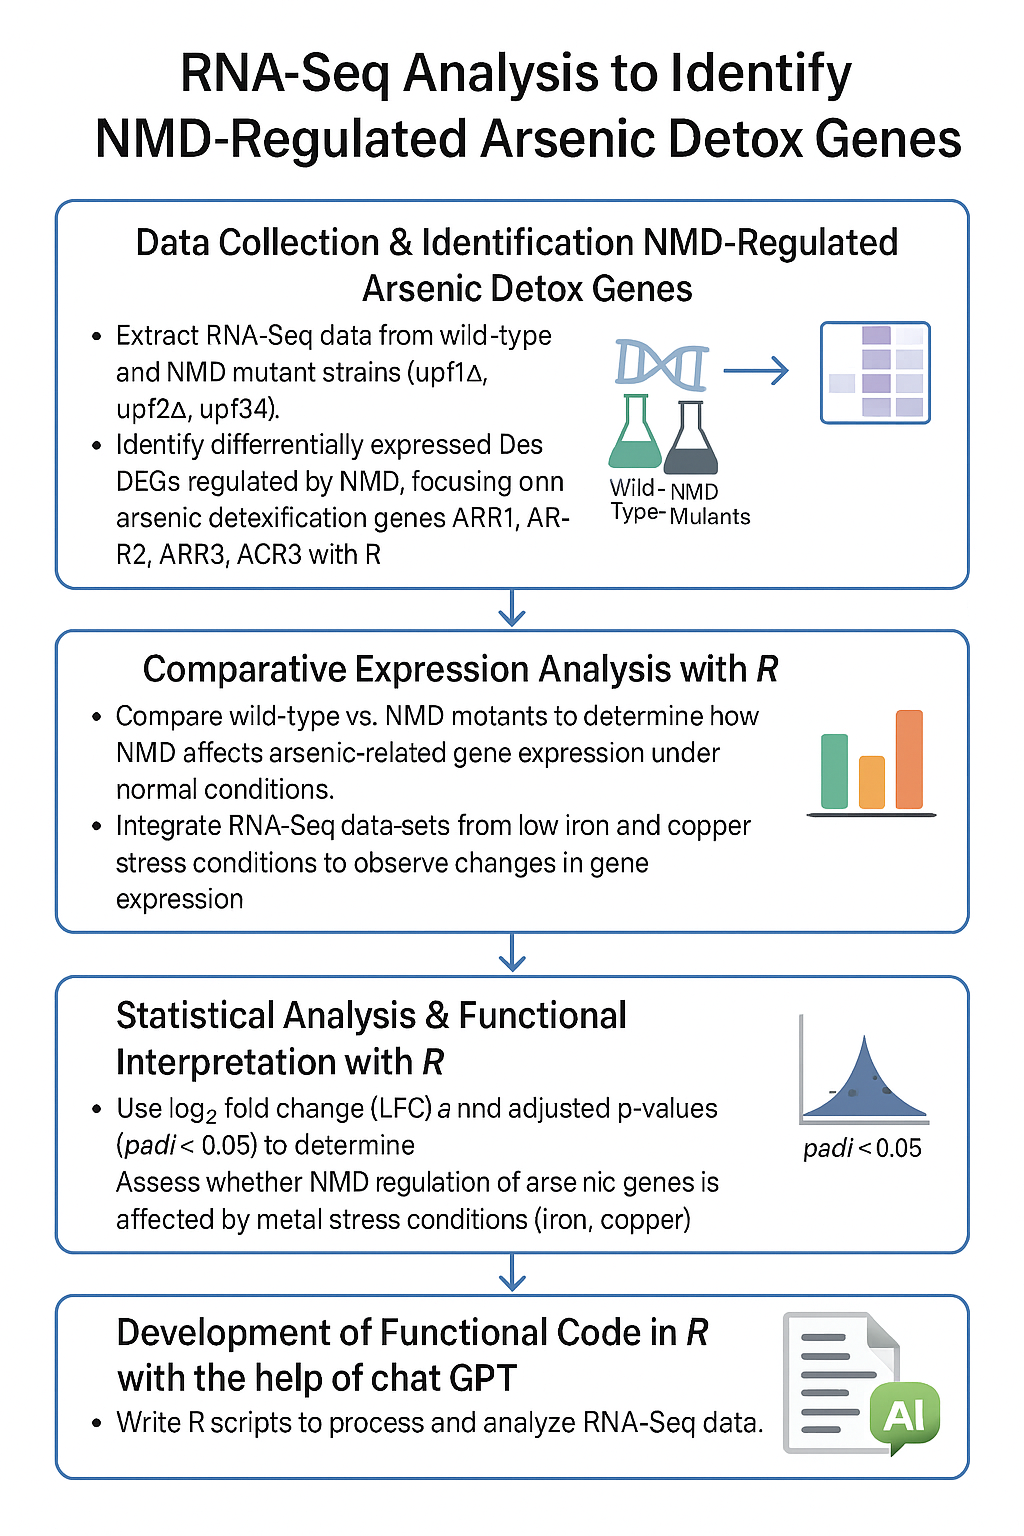 RNA-Seq Analysis to Identify
NMD-Regulated Arsenic Detox Genes
Data Collection & Identification NMD-Regulated
Arsenic Detox Genes
• Extract RNA-Seq data from wild-type
and NMD mutant strains (upf1Δ,
upf2Δ, upf34).
• Identify differentially expressed Des
DEGs regulated by NMD, focusing onn
arsenic detexification genes ARR1, AR-
R2, ARR3, ACR3 with R
Wild- NMD
Type- Mutants
Comparative Expression Analysis with R
• Compare wild-type vs. NMD motants to determine how
NMD affects arsenic-related gene expression under
normal conditions.
• Integrate RNA-Seq data-sets from low iron and copper
stress conditions to observe changes in gene
expression
Statistical Analysis & Functional
Interpretation with R
• Use log₂ fold change (LFC) a nnd adjusted p-values
(padi < 0.05) to determine
Assess whether NMD regulation of arse nic genes is
affected by metal stress conditions (iron, copper)
padi < 0.05
Development of Functional Code in R
with the help of chat GPT
• Write R scripts to process and analyze RNA-Seq data.
AI